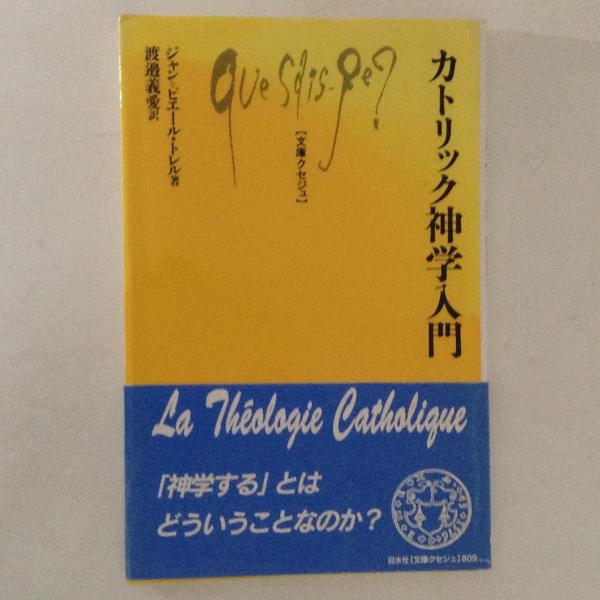 カトリック神学入門
Que sais-je?
【文庫クセジュ】
ジャン=ピエール・トレル著
渡邉義愛訳
La Théologie Catholique
「神学する」とは
どういうことなのか?
白水社【文庫クセジュ】809